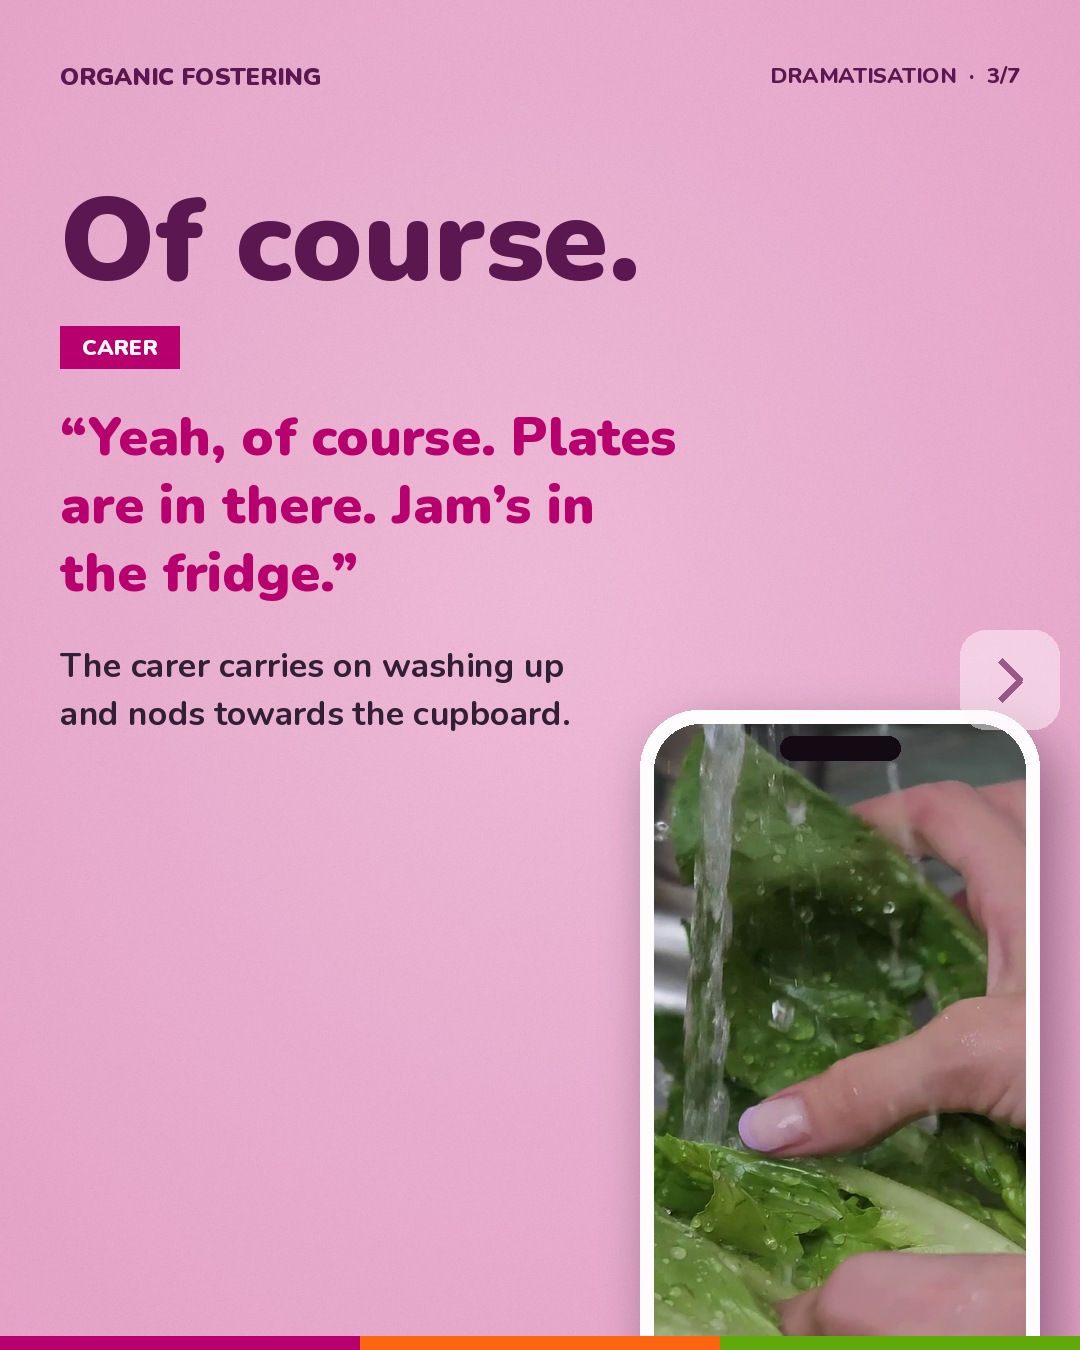 ORGANIC FOSTERING
DRAMATISATION · 3/7
Of course.
CARER
“Yeah, of course. Plates
are in there. Jam’s in
the fridge.”
The carer carries on washing up
and nods towards the cupboard.